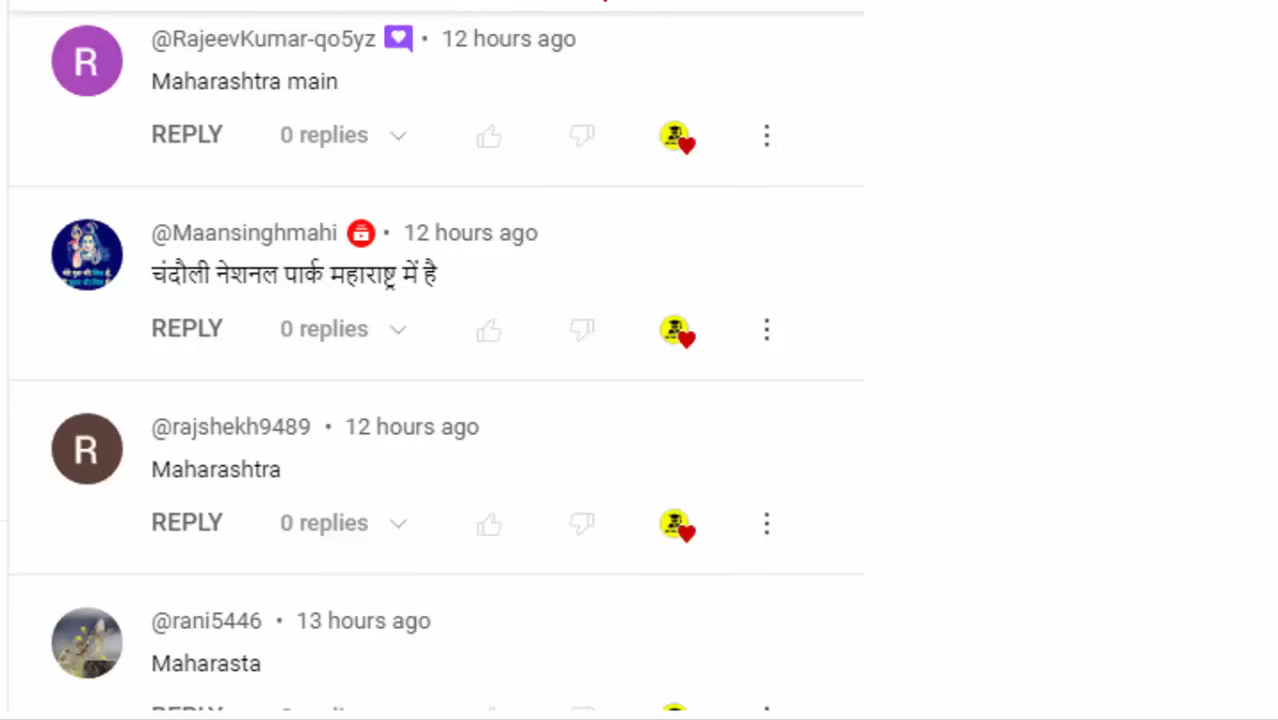 @RajeevKumar-qo5yz • 12 hours ago
Maharashtra main
REPLY 0 replies
@Maansinghmahi • 12 hours ago
चंदौली नेशनल पार्क महाराष्ट्र में है
REPLY 0 replies
@rajshekh9489 • 12 hours ago
Maharashtra
REPLY 0 replies
@rani5446 • 13 hours ago
Maharasta